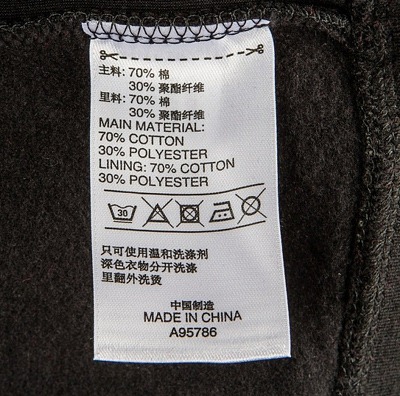 主料: 70% 棉
30% 聚酯纤维
里料: 70% 棉
30% 聚酯纤维
MAIN MATERIAL:
70% COTTON
30% POLYESTER
LINING: 70% COTTON
30% POLYESTER
30
只可使用温和洗涤剂
深色衣物分开洗涤
里翻外洗烫
中国制造
MADE IN CHINA
A95786